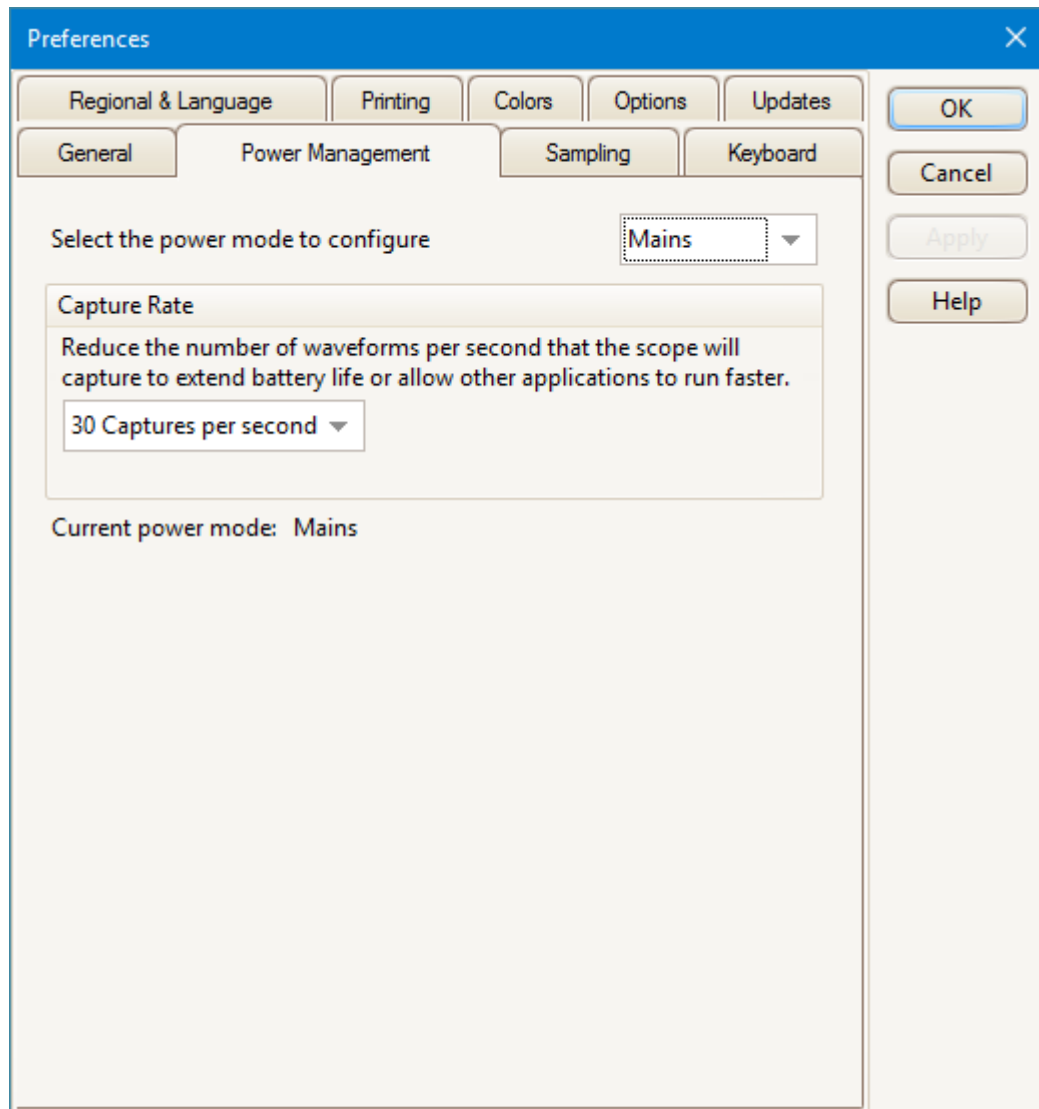 Preferences
Regional & Language Printing Colors Options Updates
General Power Management Sampling Keyboard
OK
Cancel
Apply
Help
Select the power mode to configure Mains
Capture Rate
Reduce the number of waveforms per second that the scope will
capture to extend battery life or allow other applications to run faster.
30 Captures per second
Current power mode: Mains